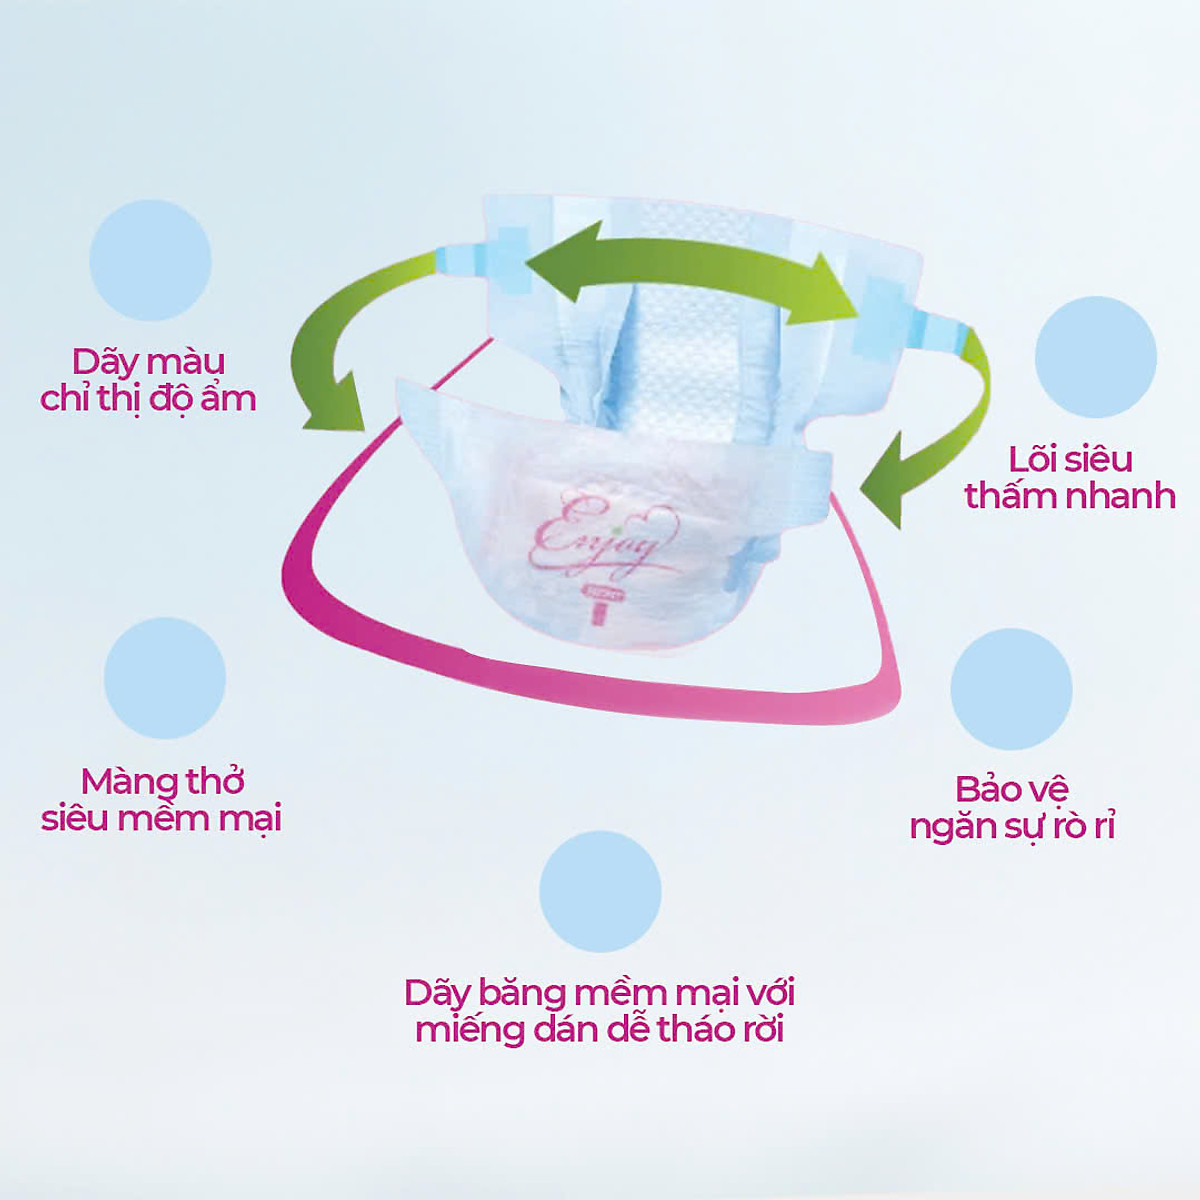 Dãy màu
chỉ thị độ ẩm
Lõi siêu
thấm nhanh
Enjoy
Màng thở
siêu mềm mại
Bảo vệ
ngăn sự rò rỉ
Dãy băng mềm mại với
miếng dán dễ tháo rời